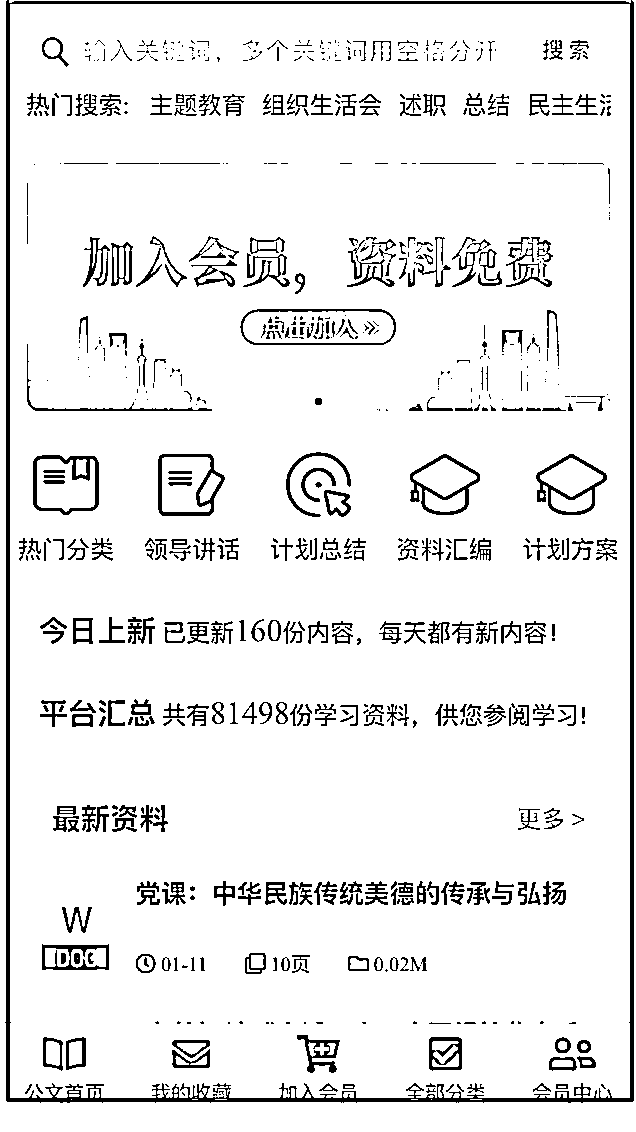 输入关键词，多个关键词用空格分开 搜索
热门搜索: 主题教育 组织生活会 述职 总结 民主生活
加入会员，资料免费
点击加入 »
热门分类 领导讲话 计划总结 资料汇编 计划方案
今日上新 已更新160份内容，每天都有新内容!
平台汇总 共有81498份学习资料，供您参阅学习!
最新资料 更多 >
党课：中华民族传统美德的传承与弘扬
W
DOC 01-11 10页 0.02M
公文首页 我的收藏 加入会员 全部分类 会员中心